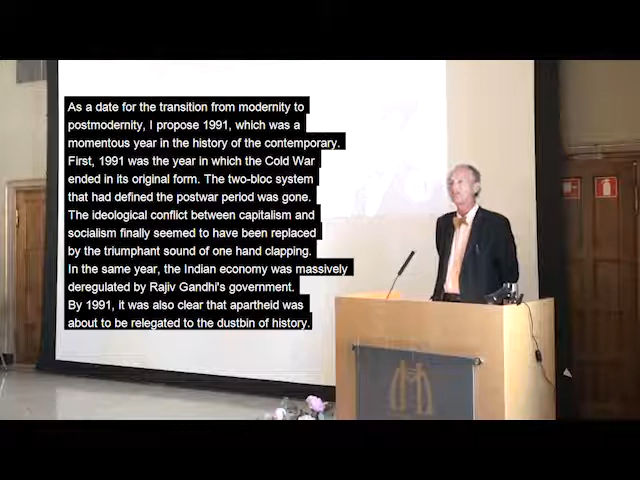 As a date for the transition from modernity to
postmodernity, I propose 1991, which was a
momentous year in the history of the contemporary.
First, 1991 was the year in which the Cold War
ended in its original form. The two-bloc system
that had defined the postwar period was gone.
The ideological conflict between capitalism and
socialism finally seemed to have been replaced
by the triumphant sound of one hand clapping.
In the same year, the Indian economy was massively
deregulated by Rajiv Gandhi's government.
By 1991, it was also clear that apartheid was
about to be relegated to the dustbin of history.